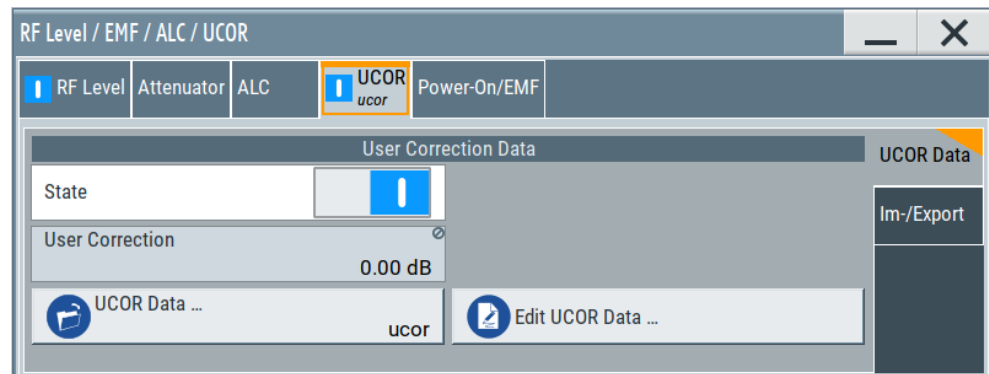 RF Level / EMF / ALC / UCOR
RF Level
Attenuator
ALC
UCOR
ucor
Power-On/EMF
User Correction Data
UCOR Data
State
Im-/Export
User Correction
0.00 dB
UCOR Data ...
ucor
Edit UCOR Data ...